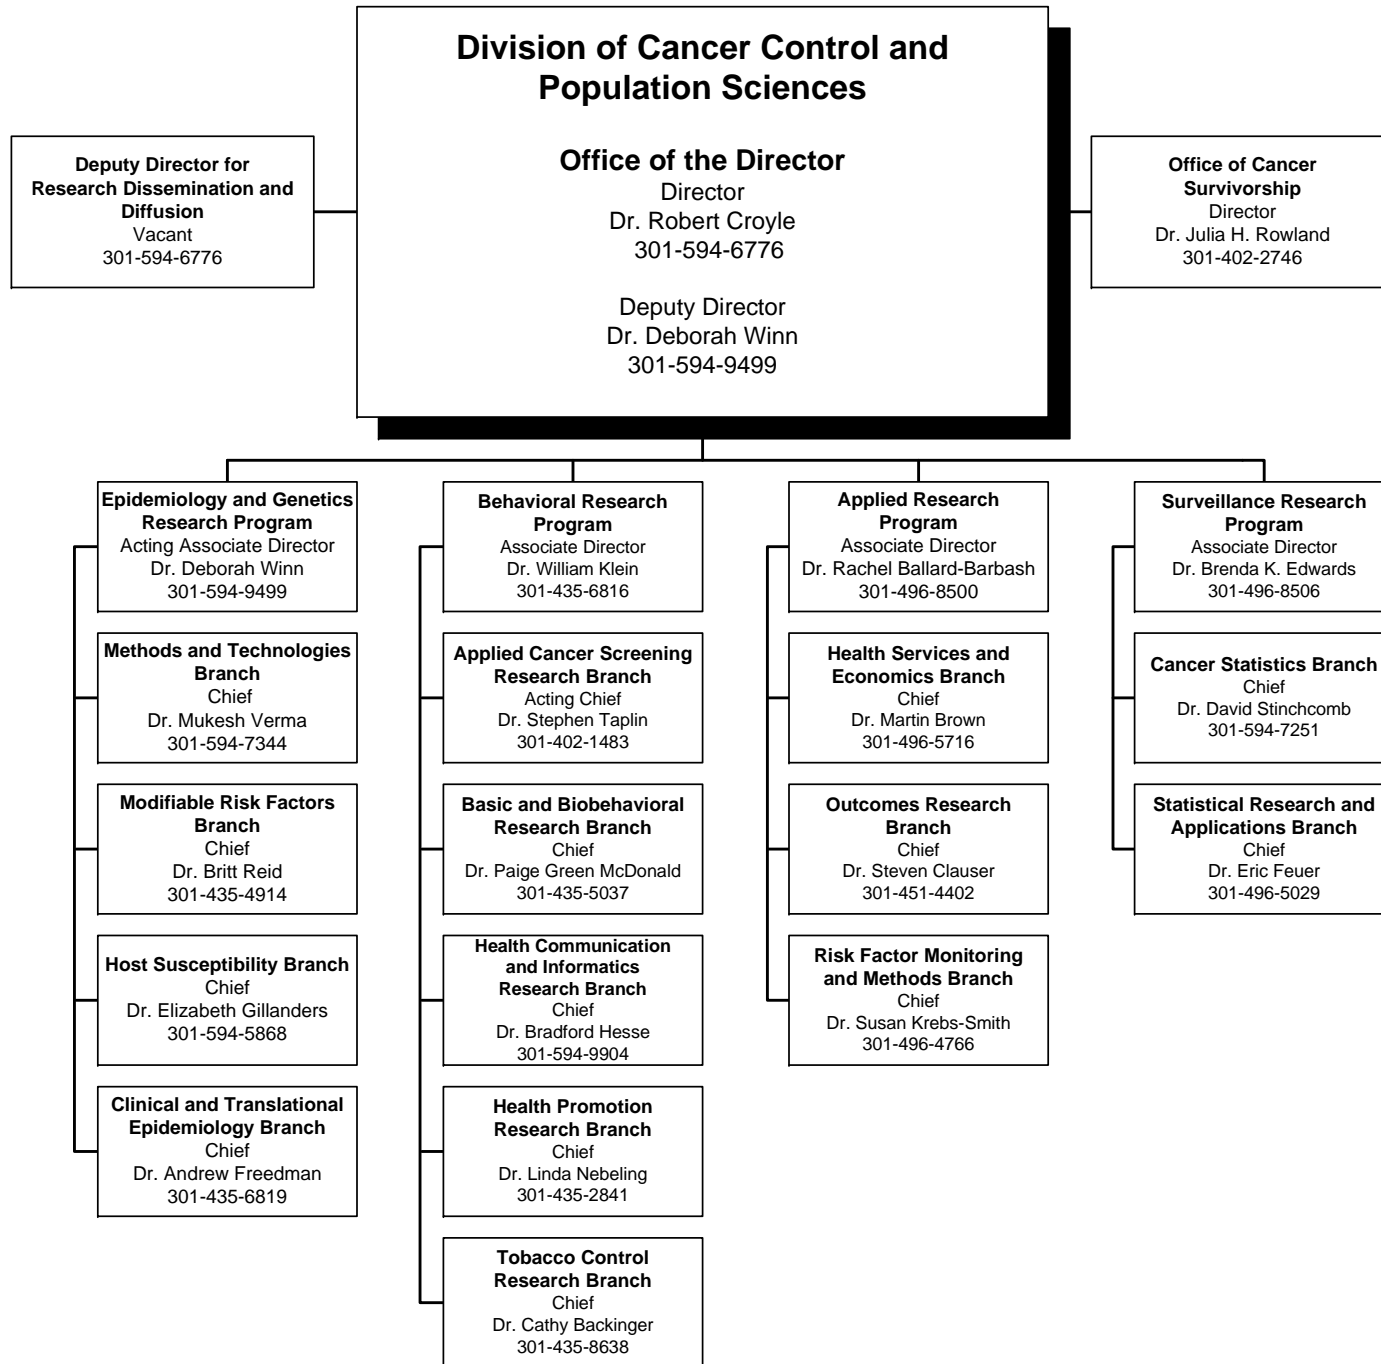 Division of Cancer Control and
Population Sciences
Office of the Director
Director
Dr. Robert Croyle
301-594-6776
Deputy Director
Dr. Deborah Winn
301-594-9499
Deputy Director for
Research Dissemination and
Diffusion
Vacant
301-594-6776
Office of Cancer
Survivorship
Director
Dr. Julia H. Rowland
301-402-2746
Epidemiology and Genetics
Research Program
Acting Associate Director
Dr. Deborah Winn
301-594-9499
Methods and Technologies
Branch
Chief
Dr. Mukesh Verma
301-594-7344
Modifiable Risk Factors
Branch
Chief
Dr. Britt Reid
301-435-4914
Host Susceptibility Branch
Chief
Dr. Elizabeth Gillanders
301-594-5868
Clinical and Translational
Epidemiology Branch
Chief
Dr. Andrew Freedman
301-435-6819
Behavioral Research
Program
Associate Director
Dr. William Klein
301-435-6816
Applied Cancer Screening
Research Branch
Acting Chief
Dr. Stephen Taplin
301-402-1483
Basic and Biobehavioral
Research Branch
Chief
Dr. Paige Green McDonald
301-435-5037
Health Communication
and Informatics
Research Branch
Chief
Dr. Bradford Hesse
301-594-9904
Health Promotion
Research Branch
Chief
Dr. Linda Nebeling
301-435-2841
Tobacco Control
Research Branch
Chief
Dr. Cathy Backinger
301-435-8638
Applied Research
Program
Associate Director
Dr. Rachel Ballard-Barbash
301-496-8500
Health Services and
Economics Branch
Chief
Dr. Martin Brown
301-496-5716
Outcomes Research
Branch
Chief
Dr. Steven Clauser
301-451-4402
Risk Factor Monitoring
and Methods Branch
Chief
Dr. Susan Krebs-Smith
301-496-4766
Surveillance Research
Program
Associate Director
Dr. Brenda K. Edwards
301-496-8506
Cancer Statistics Branch
Chief
Dr. David Stinchcomb
301-594-7251
Statistical Research and
Applications Branch
Chief
Dr. Eric Feuer
301-496-5029